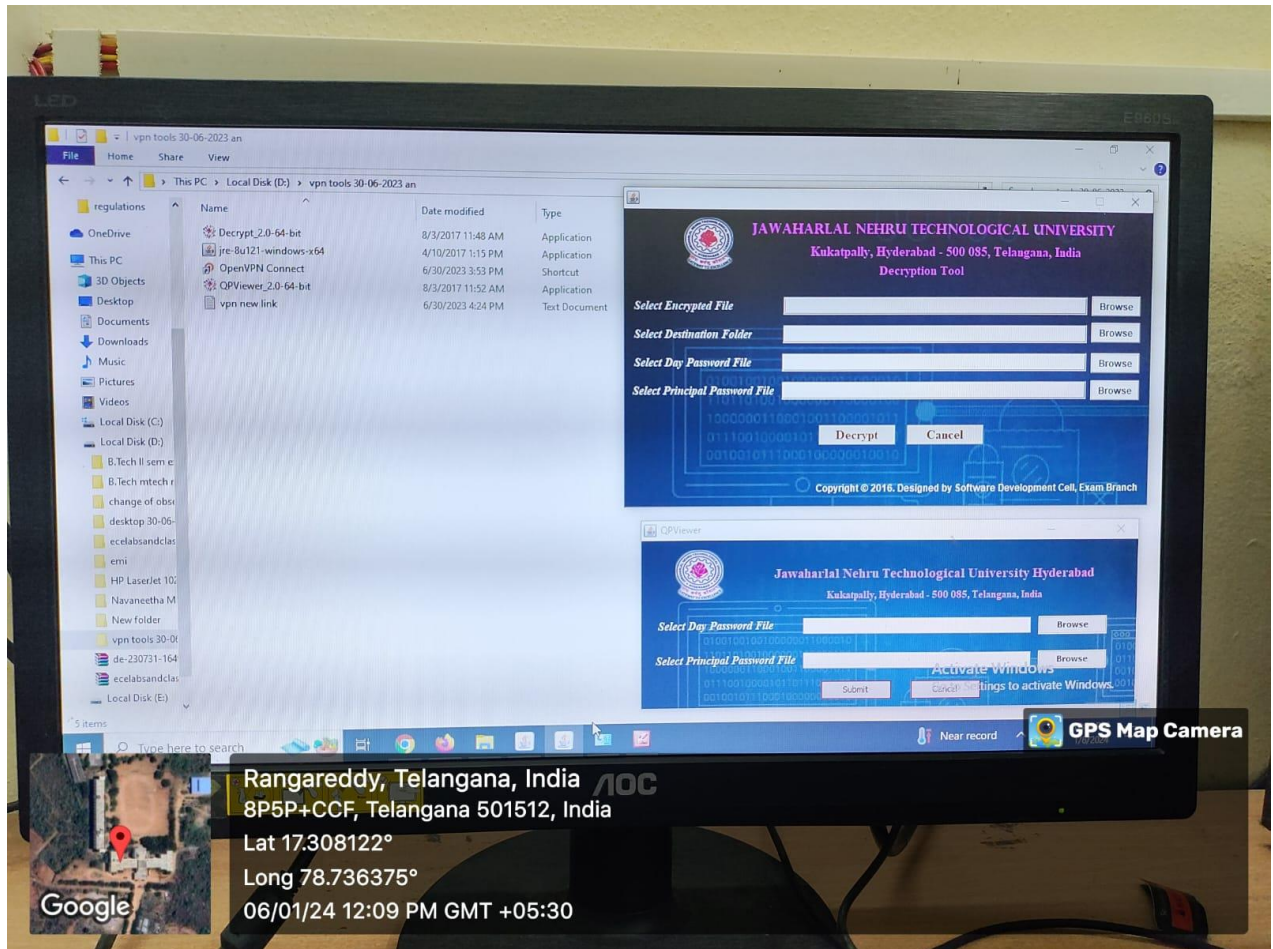 LED
E980S
vpn tools 30-06-2023 an
File Home Share View
This PC > Local Disk (D:) > vpn tools 30-06-2023 an
regulations
OneDrive
This PC
3D Objects
Desktop
Documents
Downloads
Music
Pictures
Videos
Local Disk (C:)
Local Disk (D:)
B.Tech II sem e
B.Tech mtech r
change of obse
desktop 30-06-
ecelabsandclas
emi
HP LaserJet 102
Navaneetha M
New folder
vpn tools 30-06
de-230731-164
ecelabsandclas
Local Disk (E:)
5 items
Name Date modified Type
Decrypt_2.0-64-bit 8/3/2017 11:48 AM Application
jre-8u121-windows-x64 4/10/2017 1:15 PM Application
OpenVPN Connect 6/30/2023 3:53 PM Shortcut
QPViewer_2.0-64-bit 8/3/2017 11:52 AM Application
vpn new link 6/30/2023 4:24 PM Text Document
JAWAHARLAL NEHRU TECHNOLOGICAL UNIVERSITY
Kukatpally, Hyderabad - 500 085, Telangana, India
Decryption Tool
Select Encrypted File Browse
Select Destination Folder Browse
Select Day Password File Browse
Select Principal Password File Browse
Decrypt Cancel
Copyright © 2016. Designed by Software Development Cell, Exam Branch
QPViewer
Jawaharlal Nehru Technological University Hyderabad
Kukatpally, Hyderabad - 500 085, Telangana, India
Select Day Password File Browse
Select Principal Password File Browse
Submit Cancel
Activate Windows
Settings to activate Windows.
Type here to search
Near record
GPS Map Camera
AOC
Google
Rangareddy, Telangana, India
8P5P+CCF, Telangana 501512, India
Lat 17.308122°
Long 78.736375°
06/01/24 12:09 PM GMT +05:30